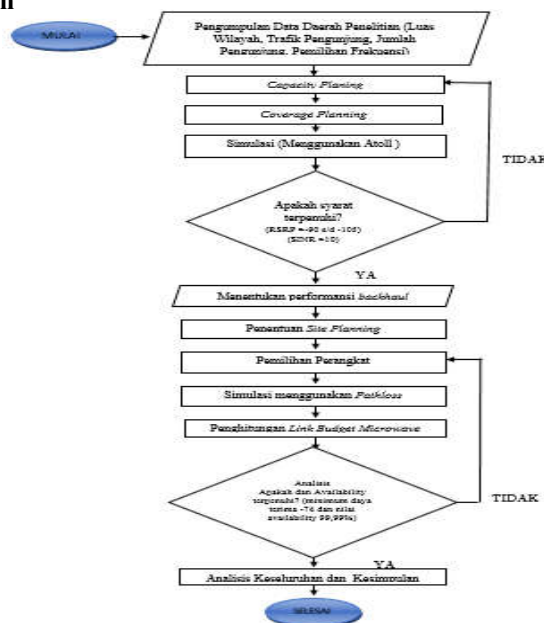 MULAI
Pengumpulan Data Daerah Penelitian (Luas
Wilayah, Trafik Pengunjung, Jumlah
Pengunjung, Pemilihan Frekuensi)
Capacity Planing
Coverage Planning
Simulasi (Menggunakan Atoll )
TIDAK
Apakah syarat
terpenuhi?
(RSRP =-90 s/d -105)
(SINR =10)
YA
Menentukan performansi backhaul
Penentuan Site Planning
Pemilihan Perangkat
Simulasi menggunakan Pathloss
Penghitungan Link Budget Microwave
Analisis
Apakah dan Availability
terpenuhi? (minimum daya
terima -74 dan nilai
availability 99,99%)
TIDAK
YA
Analisis Keseluruhan dan Kesimpulan
SELESAI